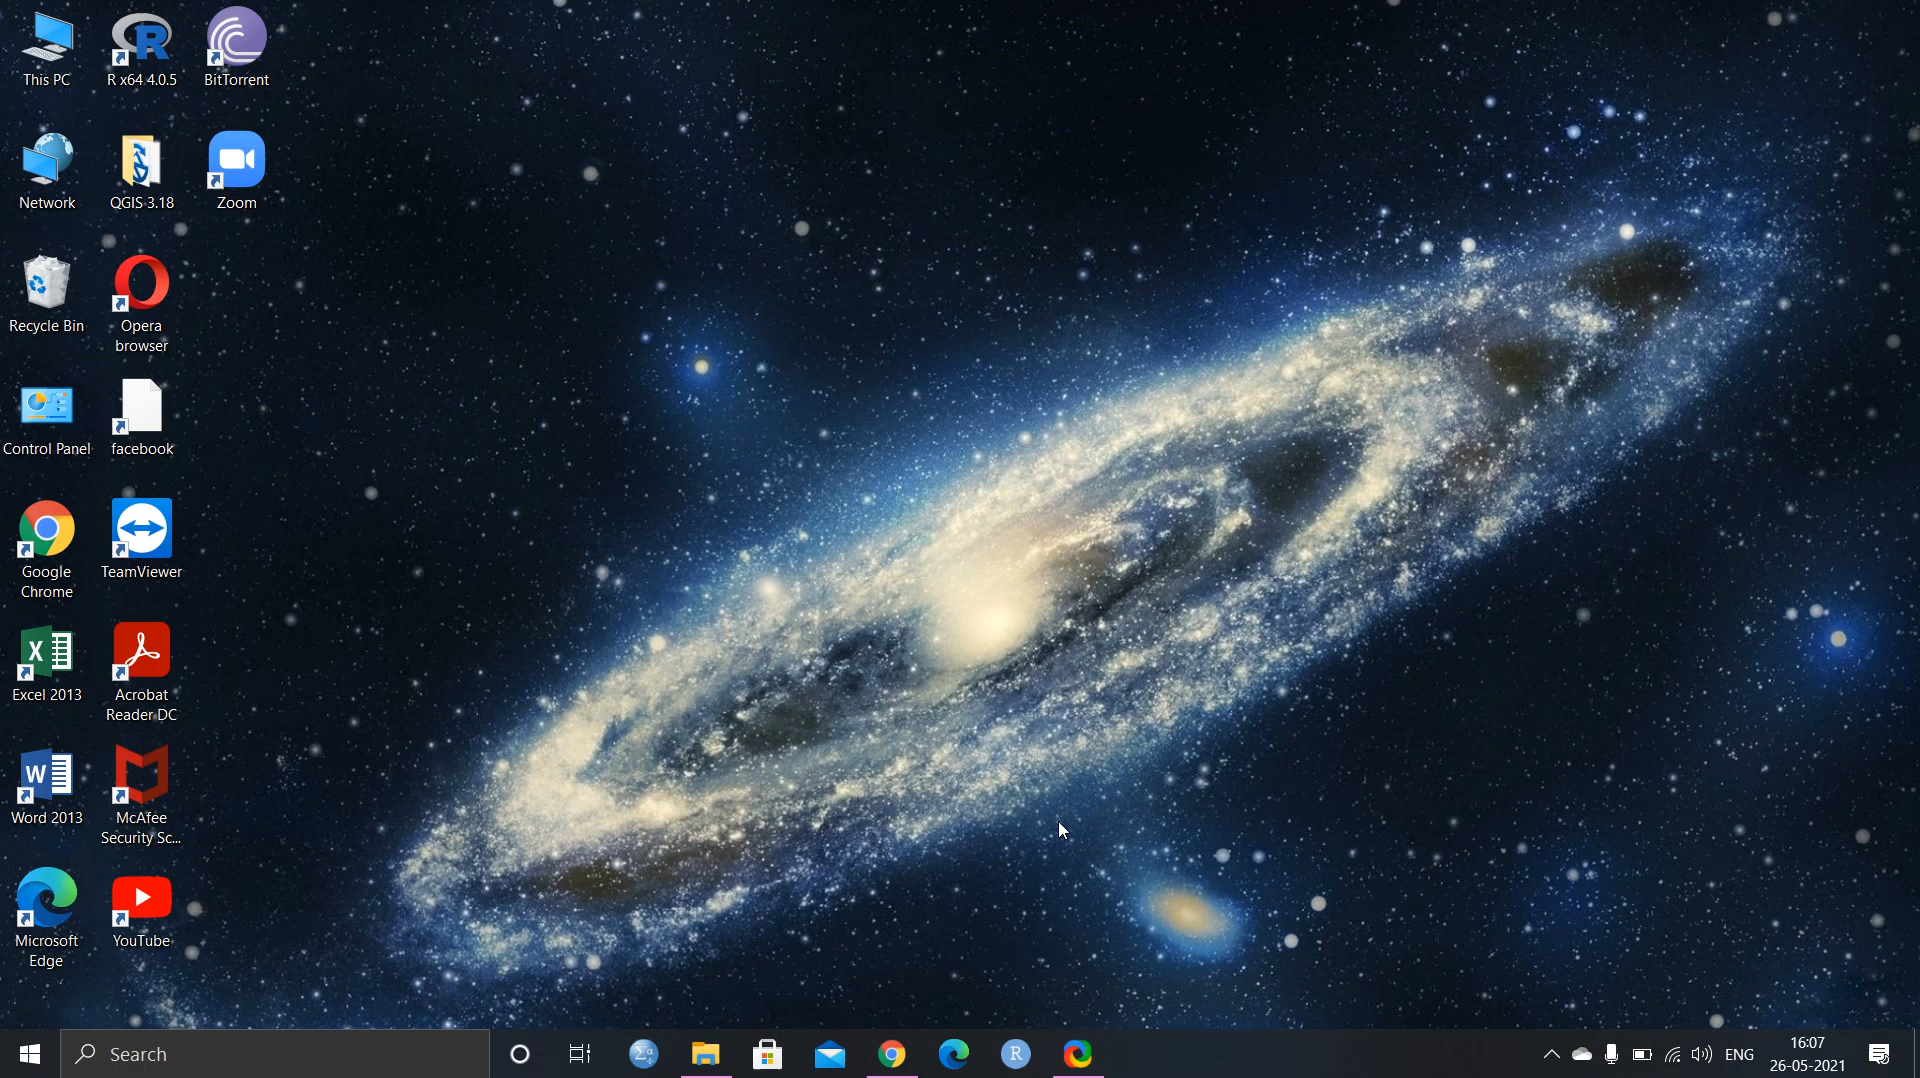 This PC
R x64 4.0.5
BitTorrent
Network
QGIS 3.18
Zoom
Recycle Bin
Opera
browser
Control Panel
facebook
Google
Chrome
TeamViewer
Excel 2013
Acrobat
Reader DC
Word 2013
McAfee
Security Sc...
Microsoft
Edge
YouTube
Search
ENG
16:07
26-05-2021